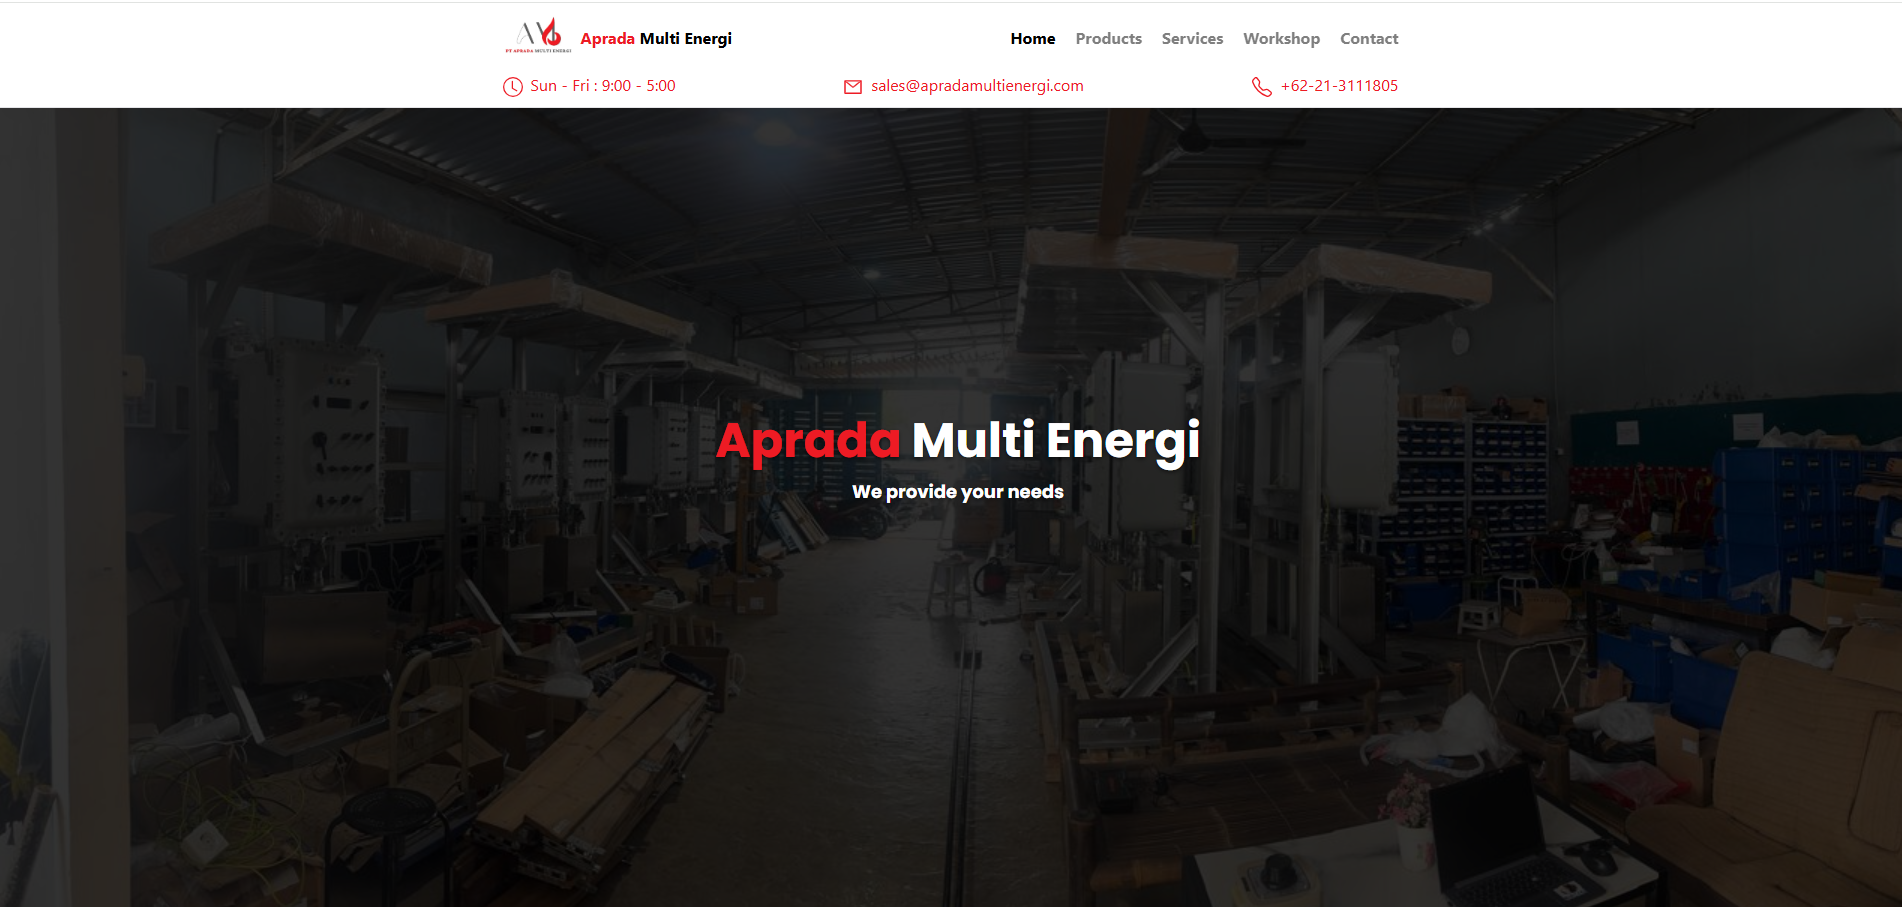 PT APRADA MULTI ENERGI
Aprada Multi Energi
Home Products Services Workshop Contact
Sun - Fri : 9:00 - 5:00
sales@apradamultienergi.com
+62-21-3111805
Aprada Multi Energi
We provide your needs